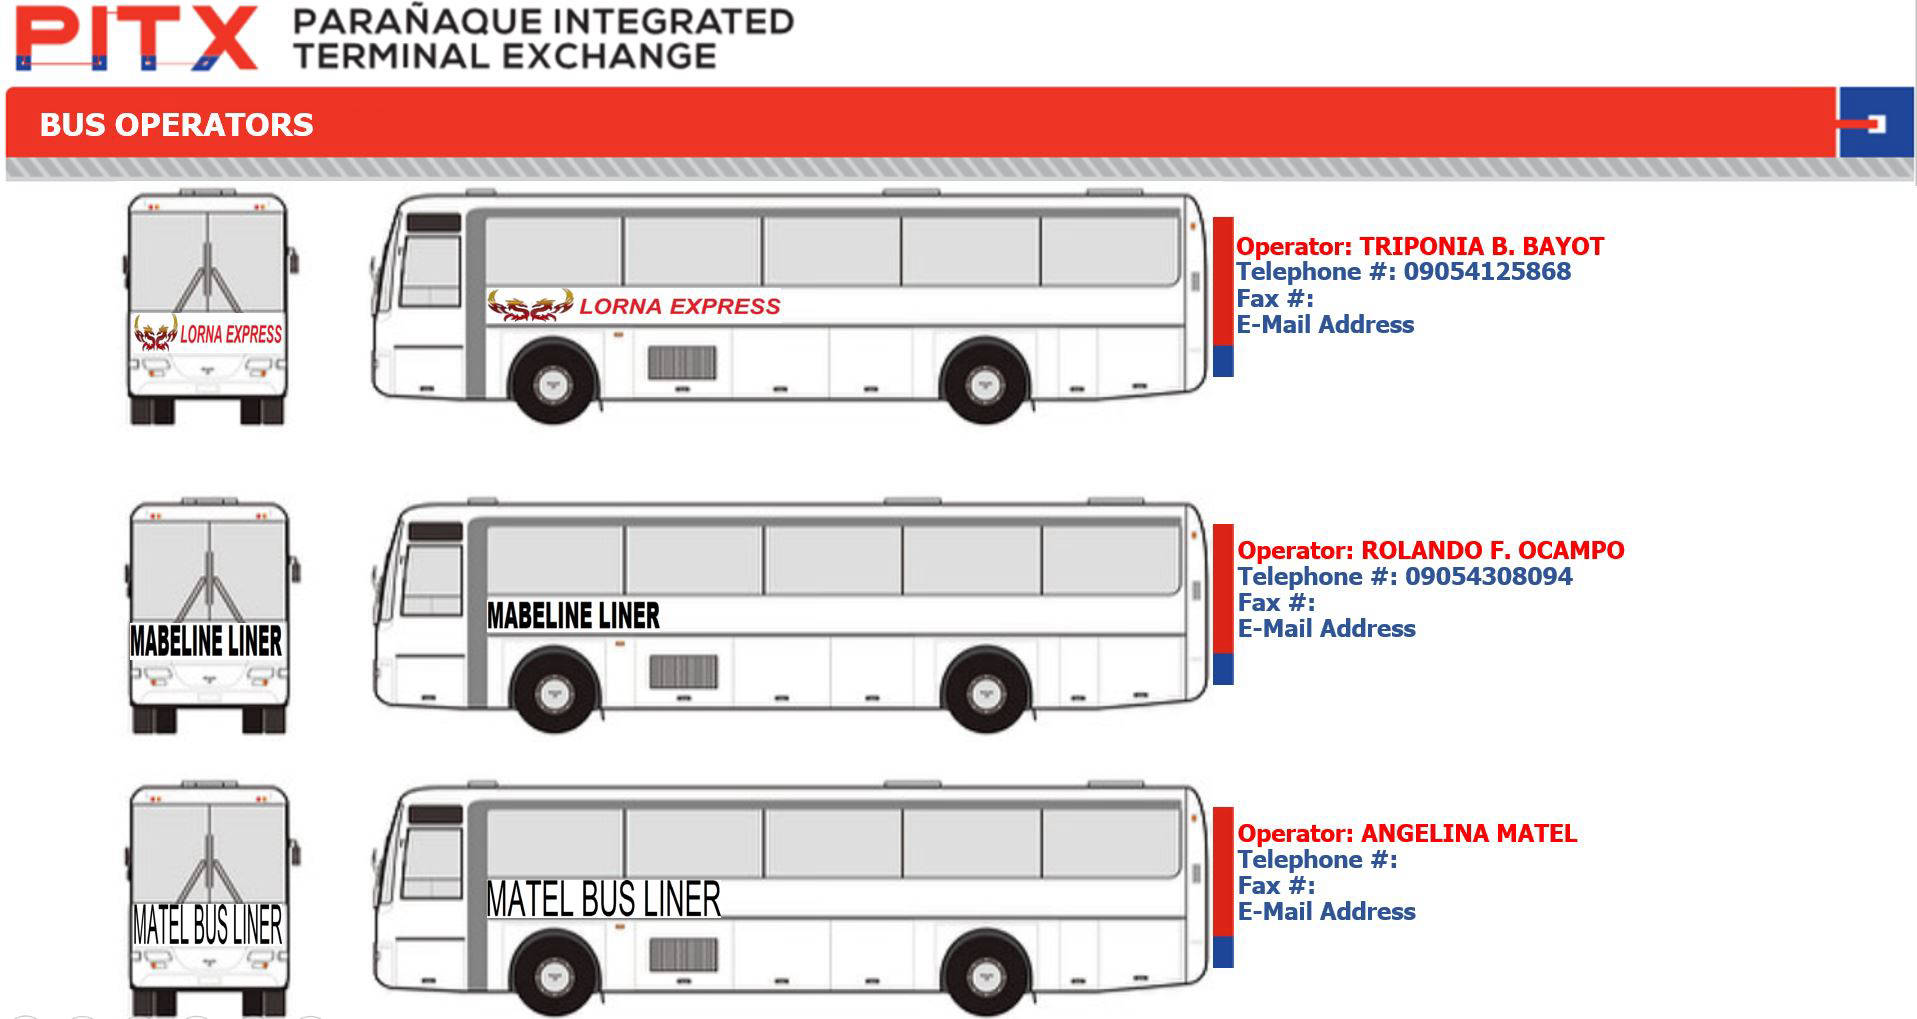 PITX
PARAÑAQUE INTEGRATED
TERMINAL EXCHANGE
BUS OPERATORS
LORNA EXPRESS
LORNA EXPRESS
Operator: TRIPONIA B. BAYOT
Telephone #: 09054125868
Fax #:
E-Mail Address
MABELINE LINER
MABELINE LINER
Operator: ROLANDO F. OCAMPO
Telephone #: 09054308094
Fax #:
E-Mail Address
MATEL BUS LINER
MATEL BUS LINER
Operator: ANGELINA MATEL
Telephone #:
Fax #:
E-Mail Address